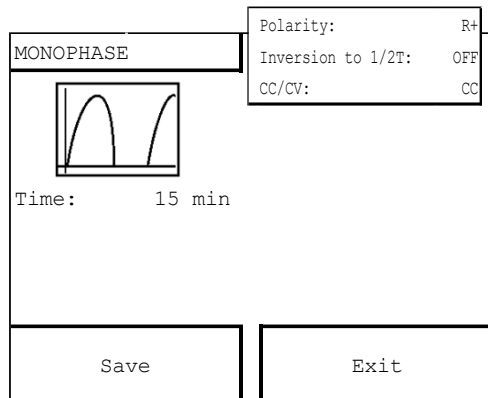 MONOPHASE
Polarity: R+
Inversion to 1/2T: OFF
CC/CV: CC
Time: 15 min
Save
Exit